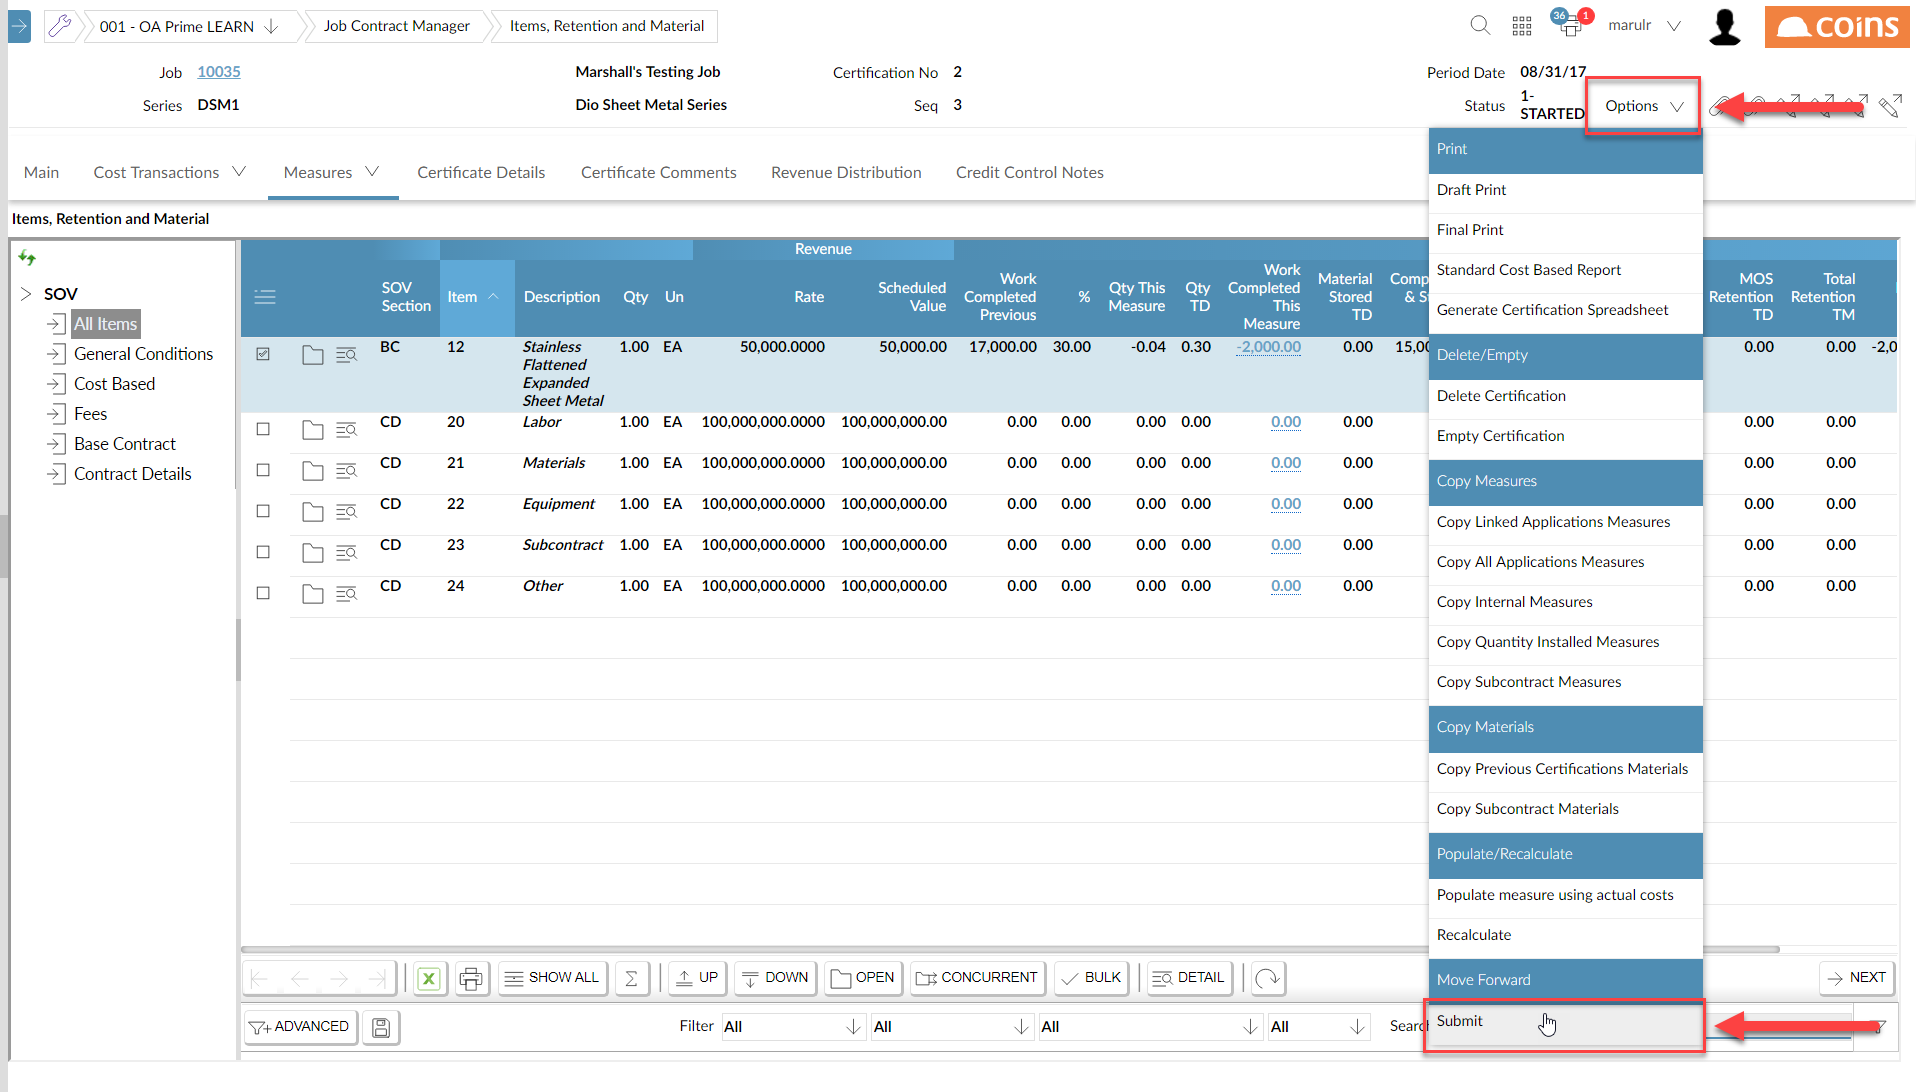 001 - OA Prime LEARN
Job Contract Manager
Items, Retention and Material
36
1
marulr
coins
Job 10035
Marshall's Testing Job
Certification No 2
Period Date 08/31/17
Series DSM1
Dio Sheet Metal Series
Seq 3
Status 1-
STARTED
Options
Main
Cost Transactions
Measures
Certificate Details
Certificate Comments
Revenue Distribution
Credit Control Notes
Items, Retention and Material
SOV
All Items
General Conditions
Cost Based
Fees
Base Contract
Contract Details
Revenue
SOV
Section
Item
Description
Qty
Un
Rate
Scheduled
Value
Work
Completed
Previous
%
Qty This
Measure
Qty
TD
Work
Completed
This
Measure
Material
Stored
TD
MOS
Retention
TD
Total
Retention
TM
BC 12 Stainless 1.00 EA 50,000.0000 50,000.00 17,000.00 30.00 -0.04 0.30 -2,000.00 0.00 0.00 0.00
Flattened
Expanded
Sheet Metal
CD 20 Labor 1.00 EA 100,000,000.0000 100,000,000.00 0.00 0.00 0.00 0.00 0.00 0.00 0.00 0.00
CD 21 Materials 1.00 EA 100,000,000.0000 100,000,000.00 0.00 0.00 0.00 0.00 0.00 0.00 0.00 0.00
CD 22 Equipment 1.00 EA 100,000,000.0000 100,000,000.00 0.00 0.00 0.00 0.00 0.00 0.00 0.00 0.00
CD 23 Subcontract 1.00 EA 100,000,000.0000 100,000,000.00 0.00 0.00 0.00 0.00 0.00 0.00 0.00 0.00
CD 24 Other 1.00 EA 100,000,000.0000 100,000,000.00 0.00 0.00 0.00 0.00 0.00 0.00 0.00 0.00
Print
Draft Print
Final Print
Standard Cost Based Report
Generate Certification Spreadsheet
Delete/Empty
Delete Certification
Empty Certification
Copy Measures
Copy Linked Applications Measures
Copy All Applications Measures
Copy Internal Measures
Copy Quantity Installed Measures
Copy Subcontract Measures
Copy Materials
Copy Previous Certifications Materials
Copy Subcontract Materials
Populate/Recalculate
Populate measure using actual costs
Recalculate
Move Forward
Submit
X
SHOW ALL
Σ
UP
DOWN
OPEN
CONCURRENT
BULK
DETAIL
NEXT
ADVANCED
Filter All All All All